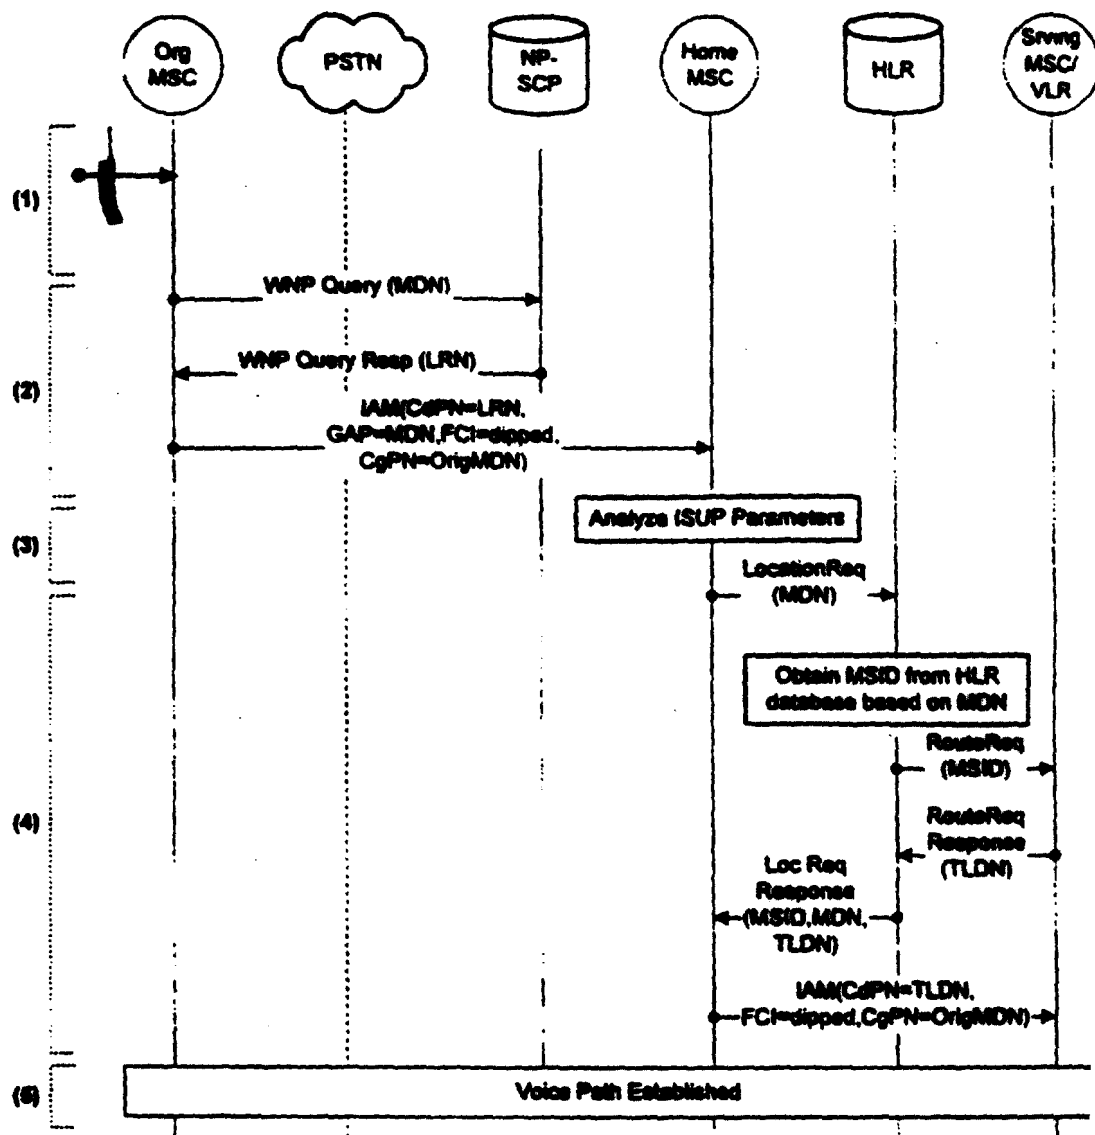 Org
MSC
PSTN
NP-
SCP
Home
MSC
HLR
Srving
MSC/
VLR
(1)
WNP Query (MDN)
WNP Query Resp (LRN)
(2)
IAM(CdPN=LRN,
GAP=MDN,FCI=dipped,
CgPN=OrigMDN)
Analyze ISUP Parameters
(3)
LocationReq
(MDN)
Obtain MSID from HLR
database based on MDN
RouteReq
(MSID)
(4)
RouteReq
Response
(TLDN)
Loc Req
Response
(MSID,MDN,
TLDN)
IAM(CdPN=TLDN,
FCI=dipped,CgPN=OrigMDN)
(5)
Voice Path Established